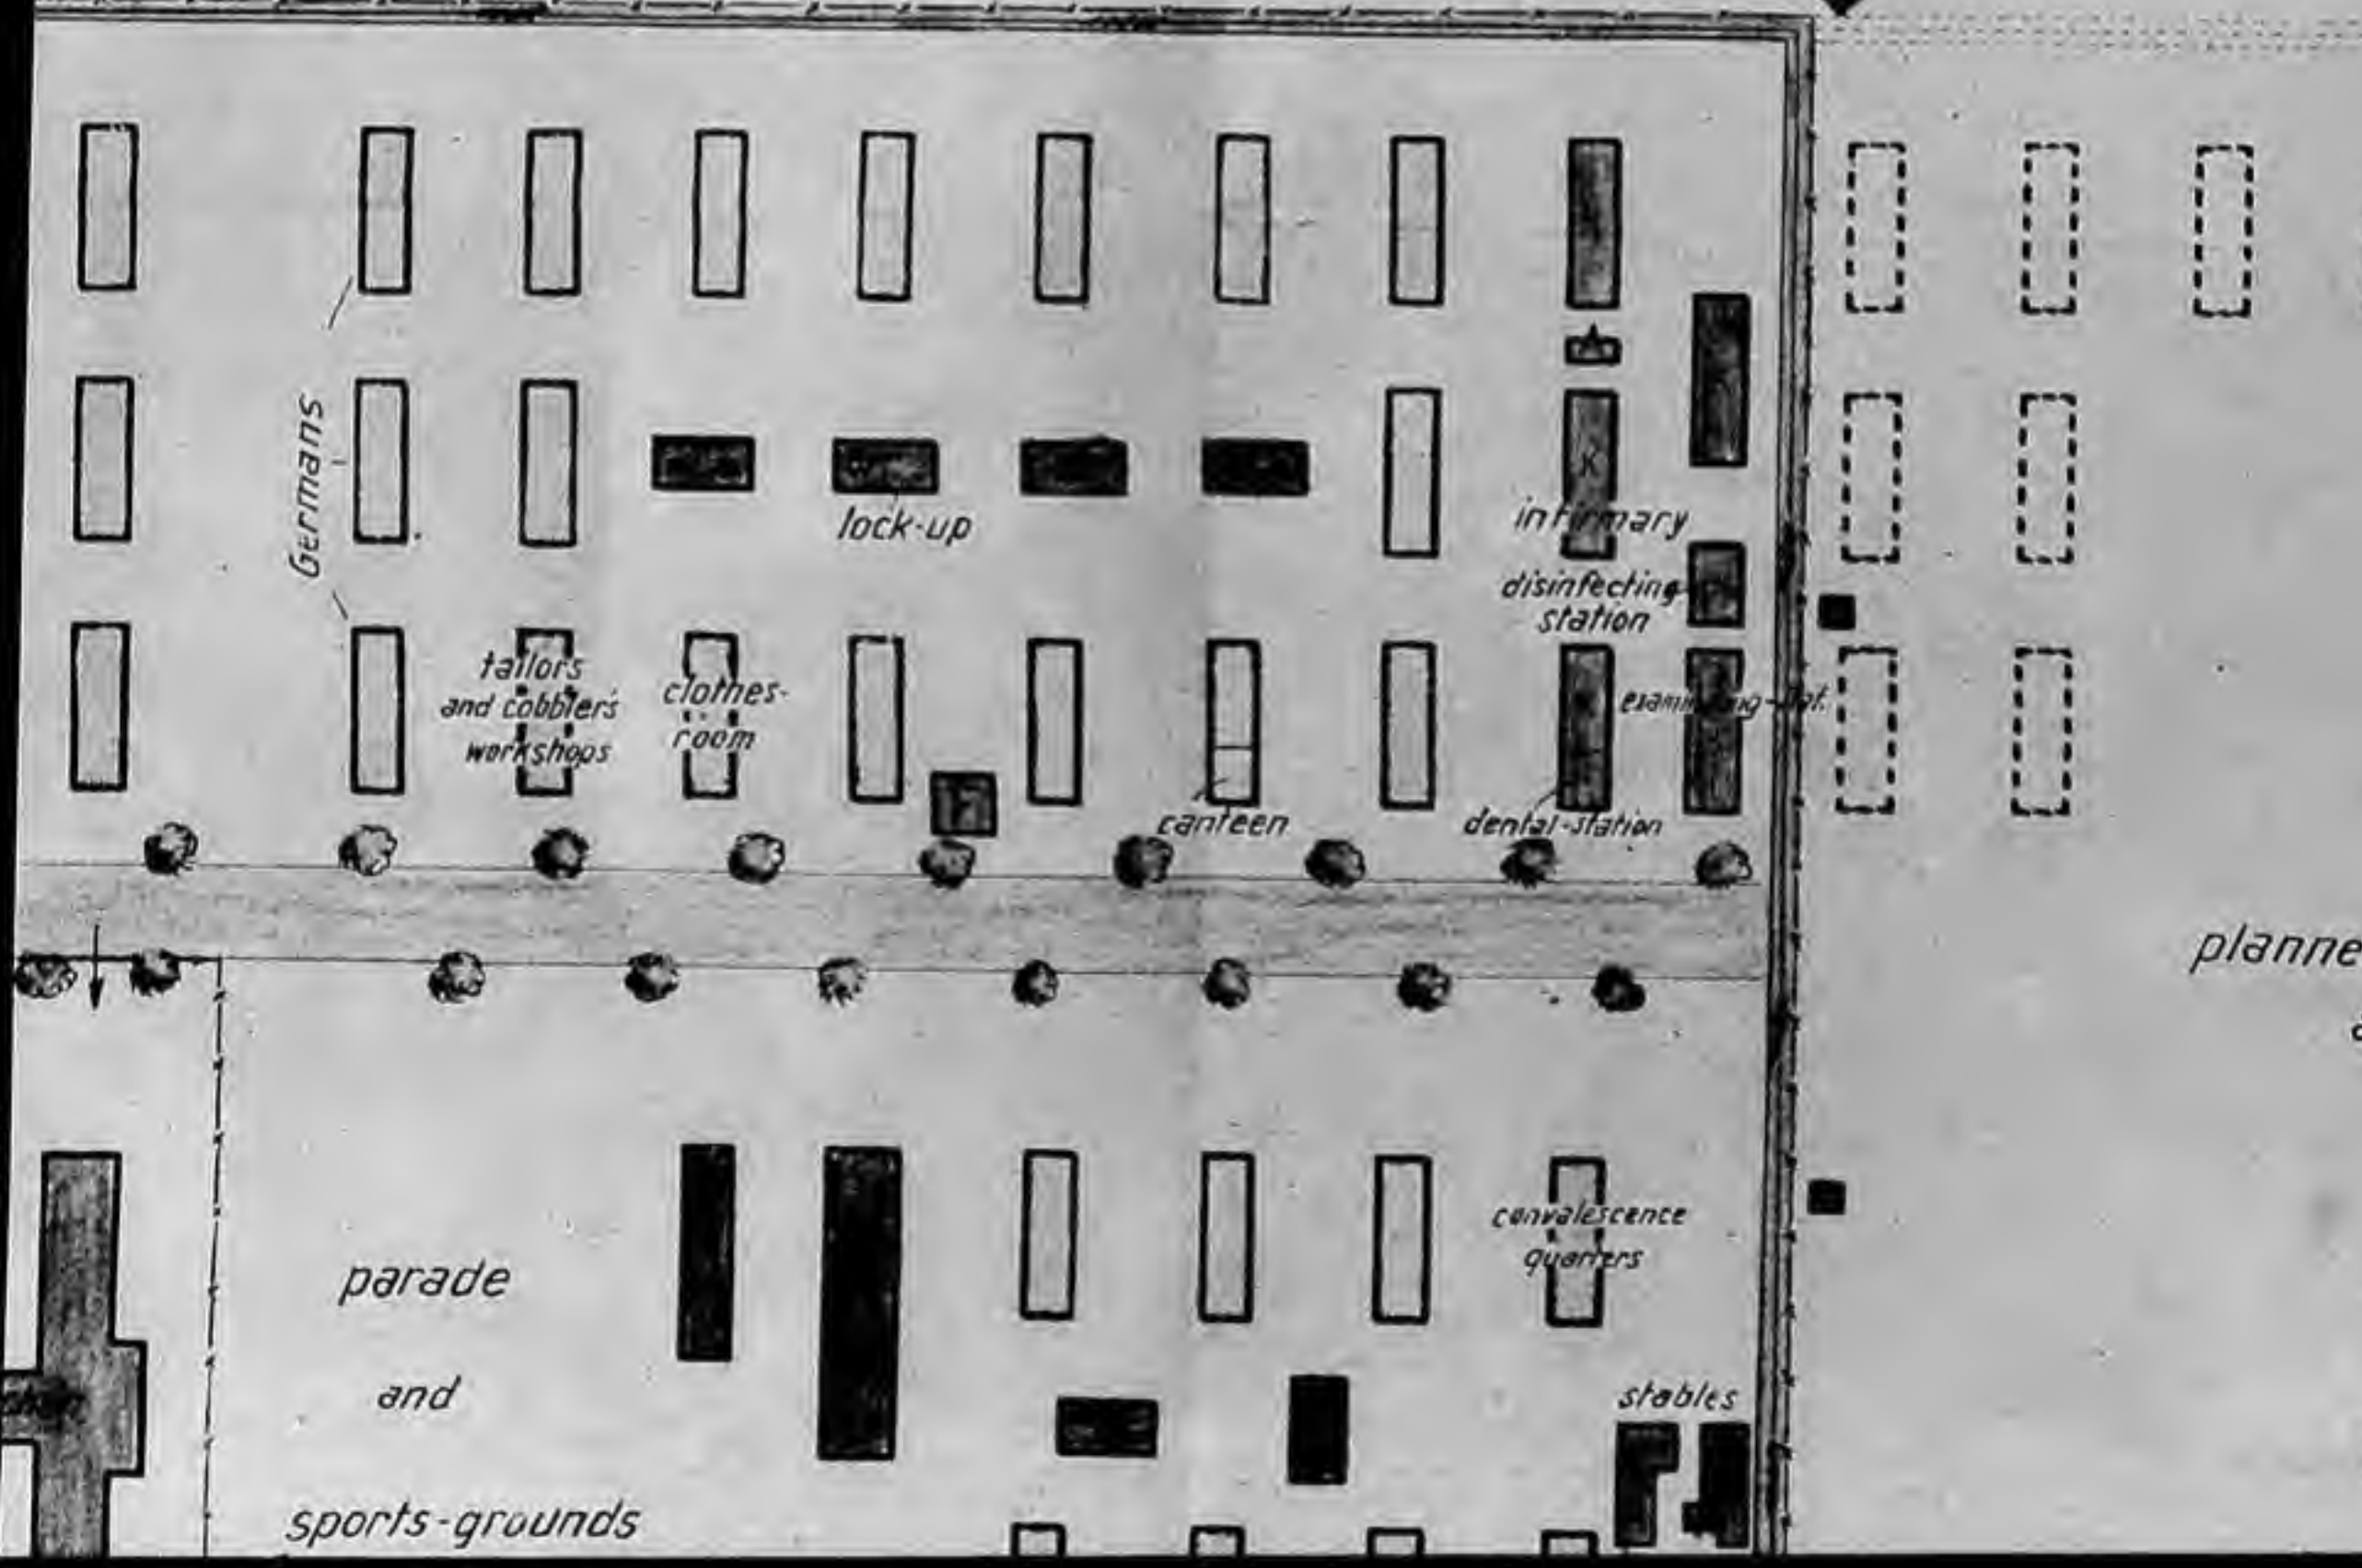 Germans
lock-up
K
infirmary
disinfecting
station
tailors
and cobblers
workshops
clothes-
room
F
canteen
dental-station
planne
convalescence
quarters
parade
and
sports-grounds
stables